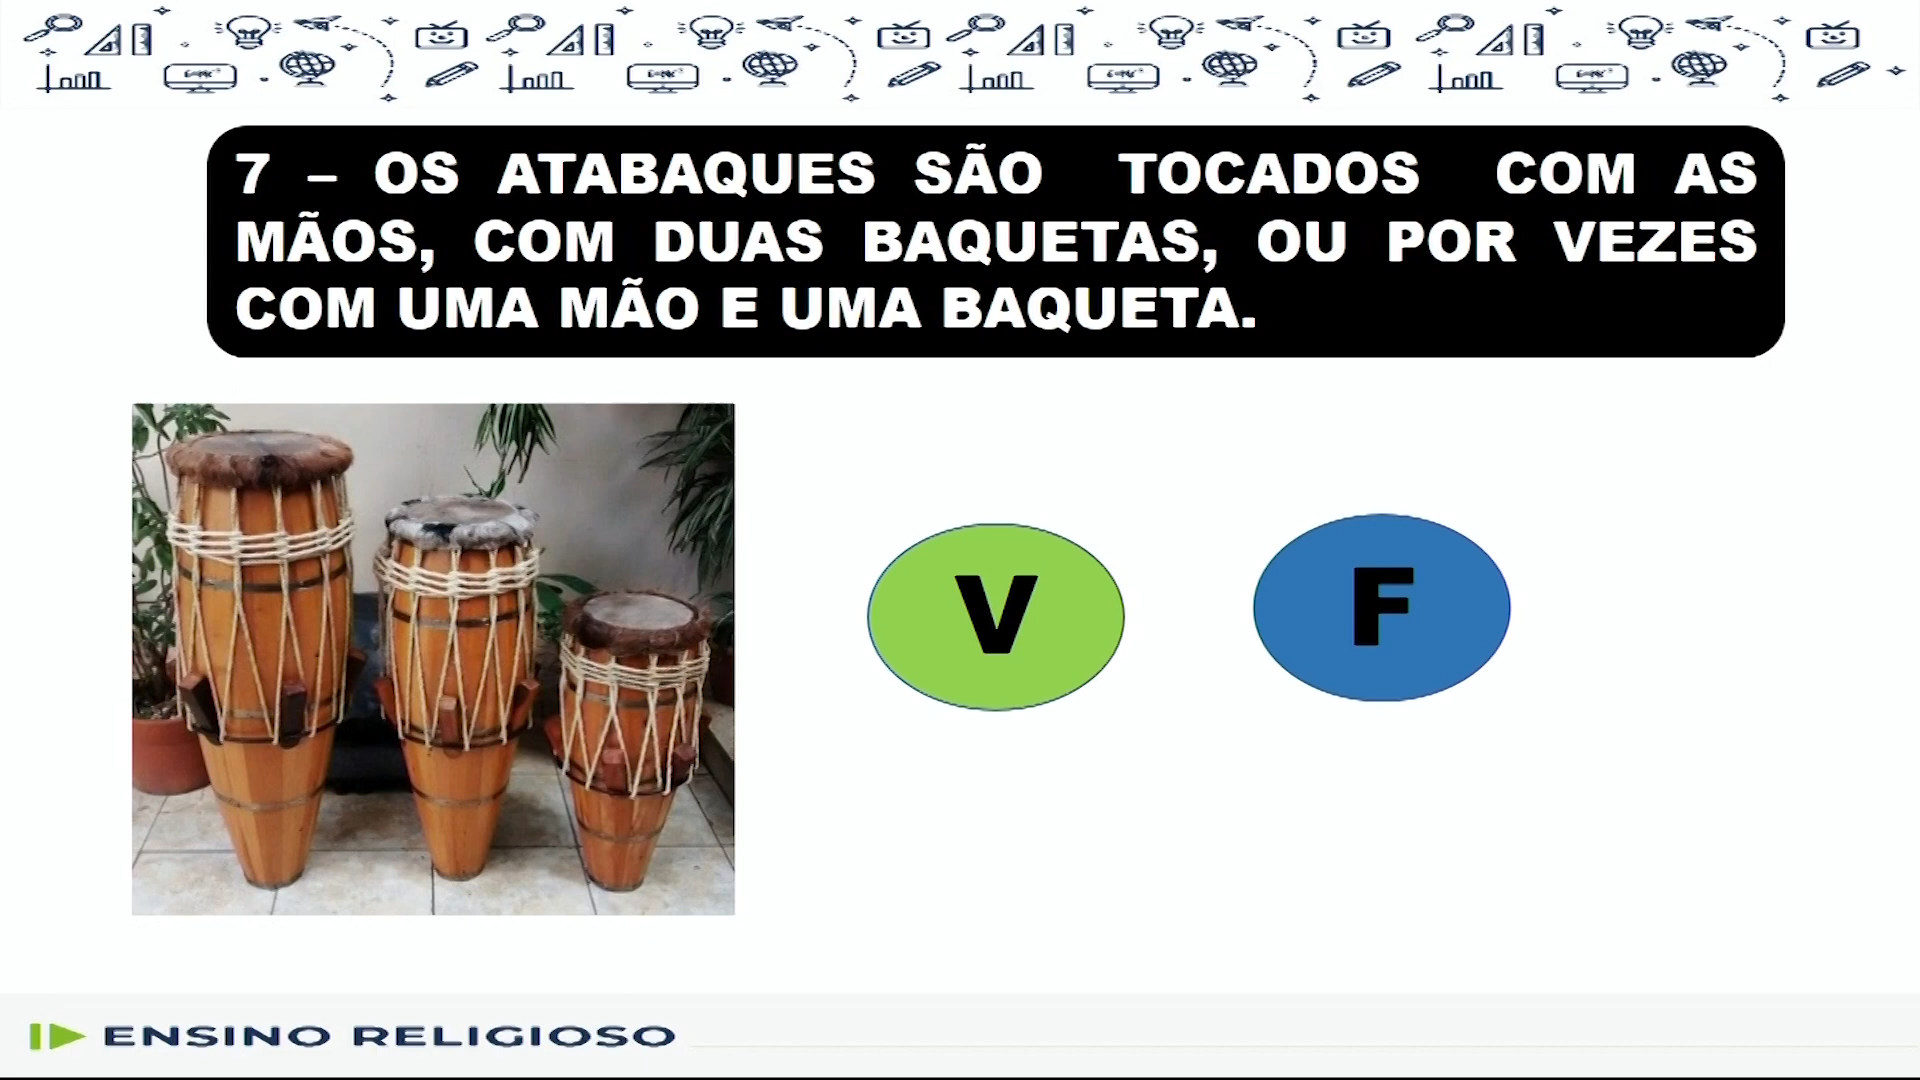 7 – OS ATABAQUES SÃO TOCADOS COM AS
MÃOS, COM DUAS BAQUETAS, OU POR VEZES
COM UMA MÃO E UMA BAQUETA.
V
F
ENSINO RELIGIOSO